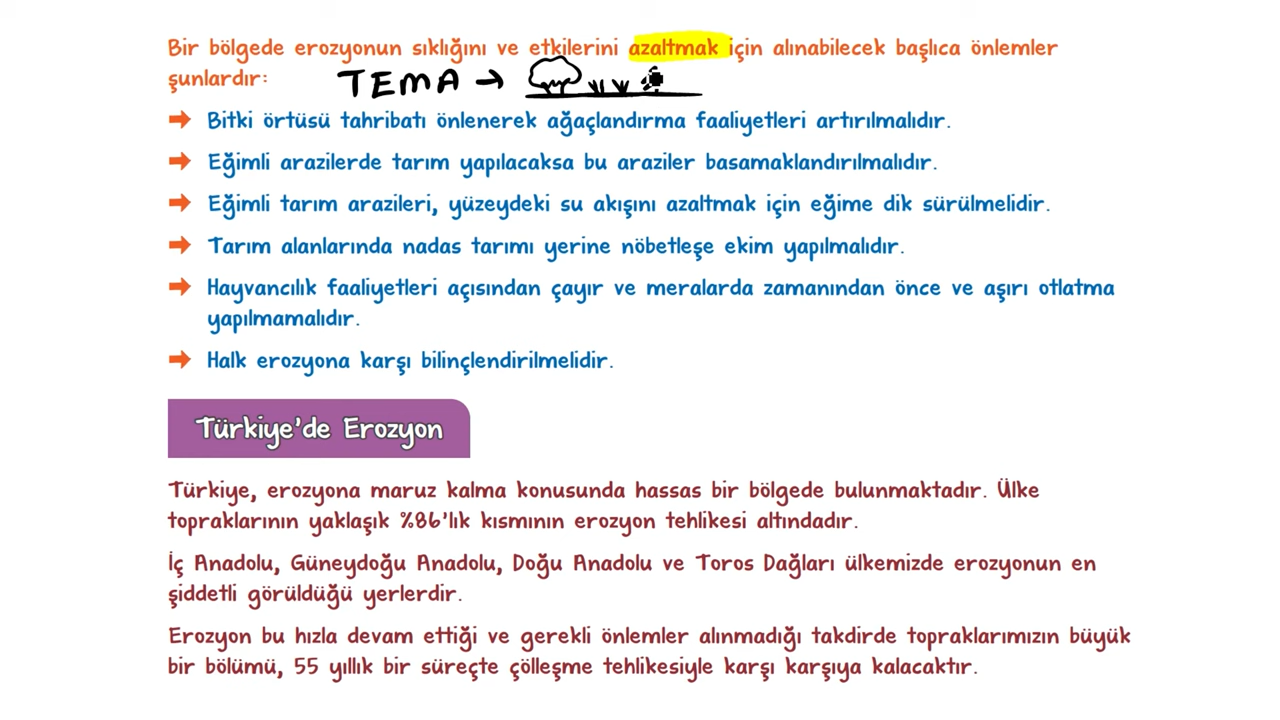 Bir bölgede erozyonun sıklığını ve etkilerini azaltmak için alınabilecek başlıca önlemler
şunlardır:
TEMA →
➡ Bitki örtüsü tahribatı önlenerek ağaçlandırma faaliyetleri artırılmalıdır.
➡ Eğimli arazilerde tarım yapılacaksa bu araziler basamaklandırılmalıdır.
➡ Eğimli tarım arazileri, yüzeydeki su akışını azaltmak için eğime dik sürülmelidir.
➡ Tarım alanlarında nadas tarımı yerine nöbetleşe ekim yapılmalıdır.
➡ Hayvancılık faaliyetleri açısından çayır ve meralarda zamanından önce ve aşırı otlatma
yapılmamalıdır.
➡ Halk erozyona karşı bilinçlendirilmelidir.
Türkiye'de Erozyon
Türkiye, erozyona maruz kalma konusunda hassas bir bölgede bulunmaktadır. Ülke
topraklarının yaklaşık %86'lık kısmının erozyon tehlikesi altındadır.
İç Anadolu, Güneydoğu Anadolu, Doğu Anadolu ve Toros Dağları ülkemizde erozyonun en
şiddetli görüldüğü yerlerdir.
Erozyon bu hızla devam ettiği ve gerekli önlemler alınmadığı takdirde topraklarımızın büyük
bir bölümü, 55 yıllık bir süreçte çölleşme tehlikesiyle karşı karşıya kalacaktır.